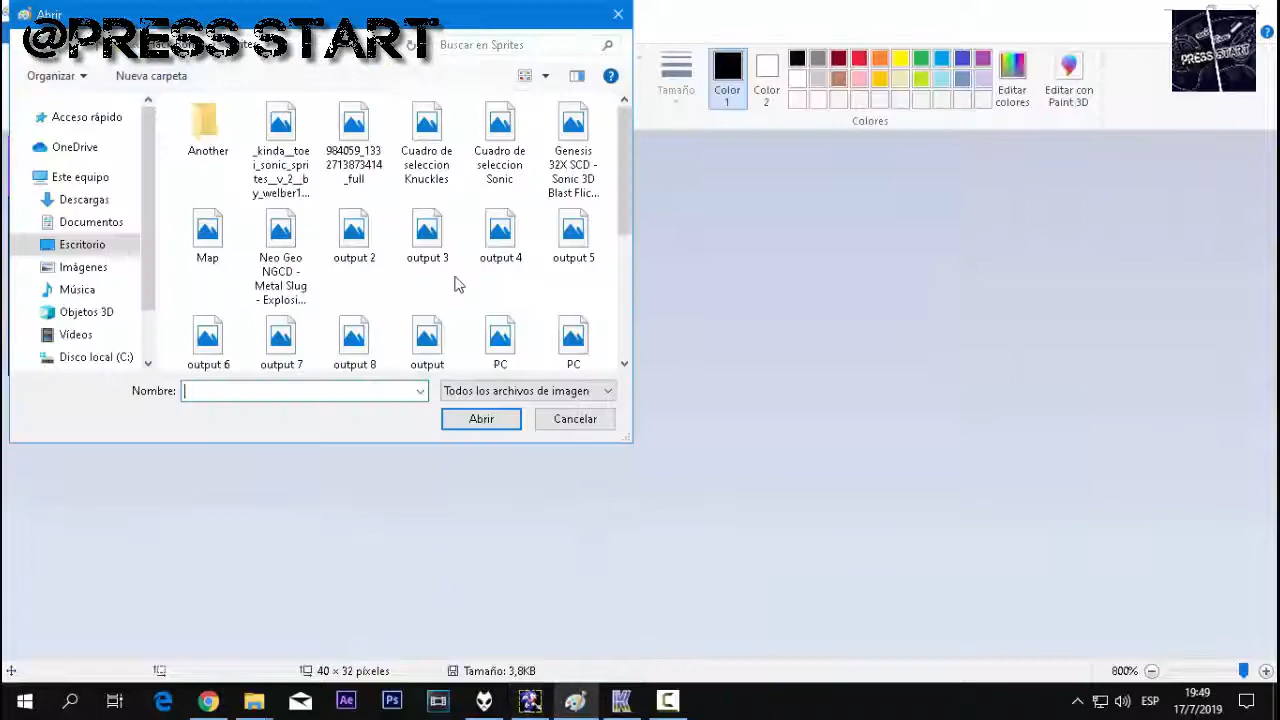 Abrir
@PRESS START
Buscar en Sprites
Organizar
Nueva carpeta
Acceso rápido
OneDrive
Este equipo
Descargas
Documentos
Escritorio
Imágenes
Música
Objetos 3D
Vídeos
Disco local (C:)
Another
_kinda__toe
i_sonic_spri
tes__v_2__b
y_welber1...
984059_133
2713873414
_full
Cuadro de
seleccion
Knuckles
Cuadro de
seleccion
Sonic
Genesis
32X SCD -
Sonic 3D
Blast Flic...
Map
Neo Geo
NGCD -
Metal Slug
- Explosi...
output 2
output 3
output 4
output 5
output 6
output 7
output 8
output
PC
PC
Nombre:
Todos los archivos de imagen
Abrir
Cancelar
Tamaño
Color
1
Color
2
Editar
colores
Editar con
Paint 3D
Colores
PRESS START
40 × 32 píxeles
Tamaño: 3,8KB
800%
Ae
Ps
ESP
19:49
17/7/2019